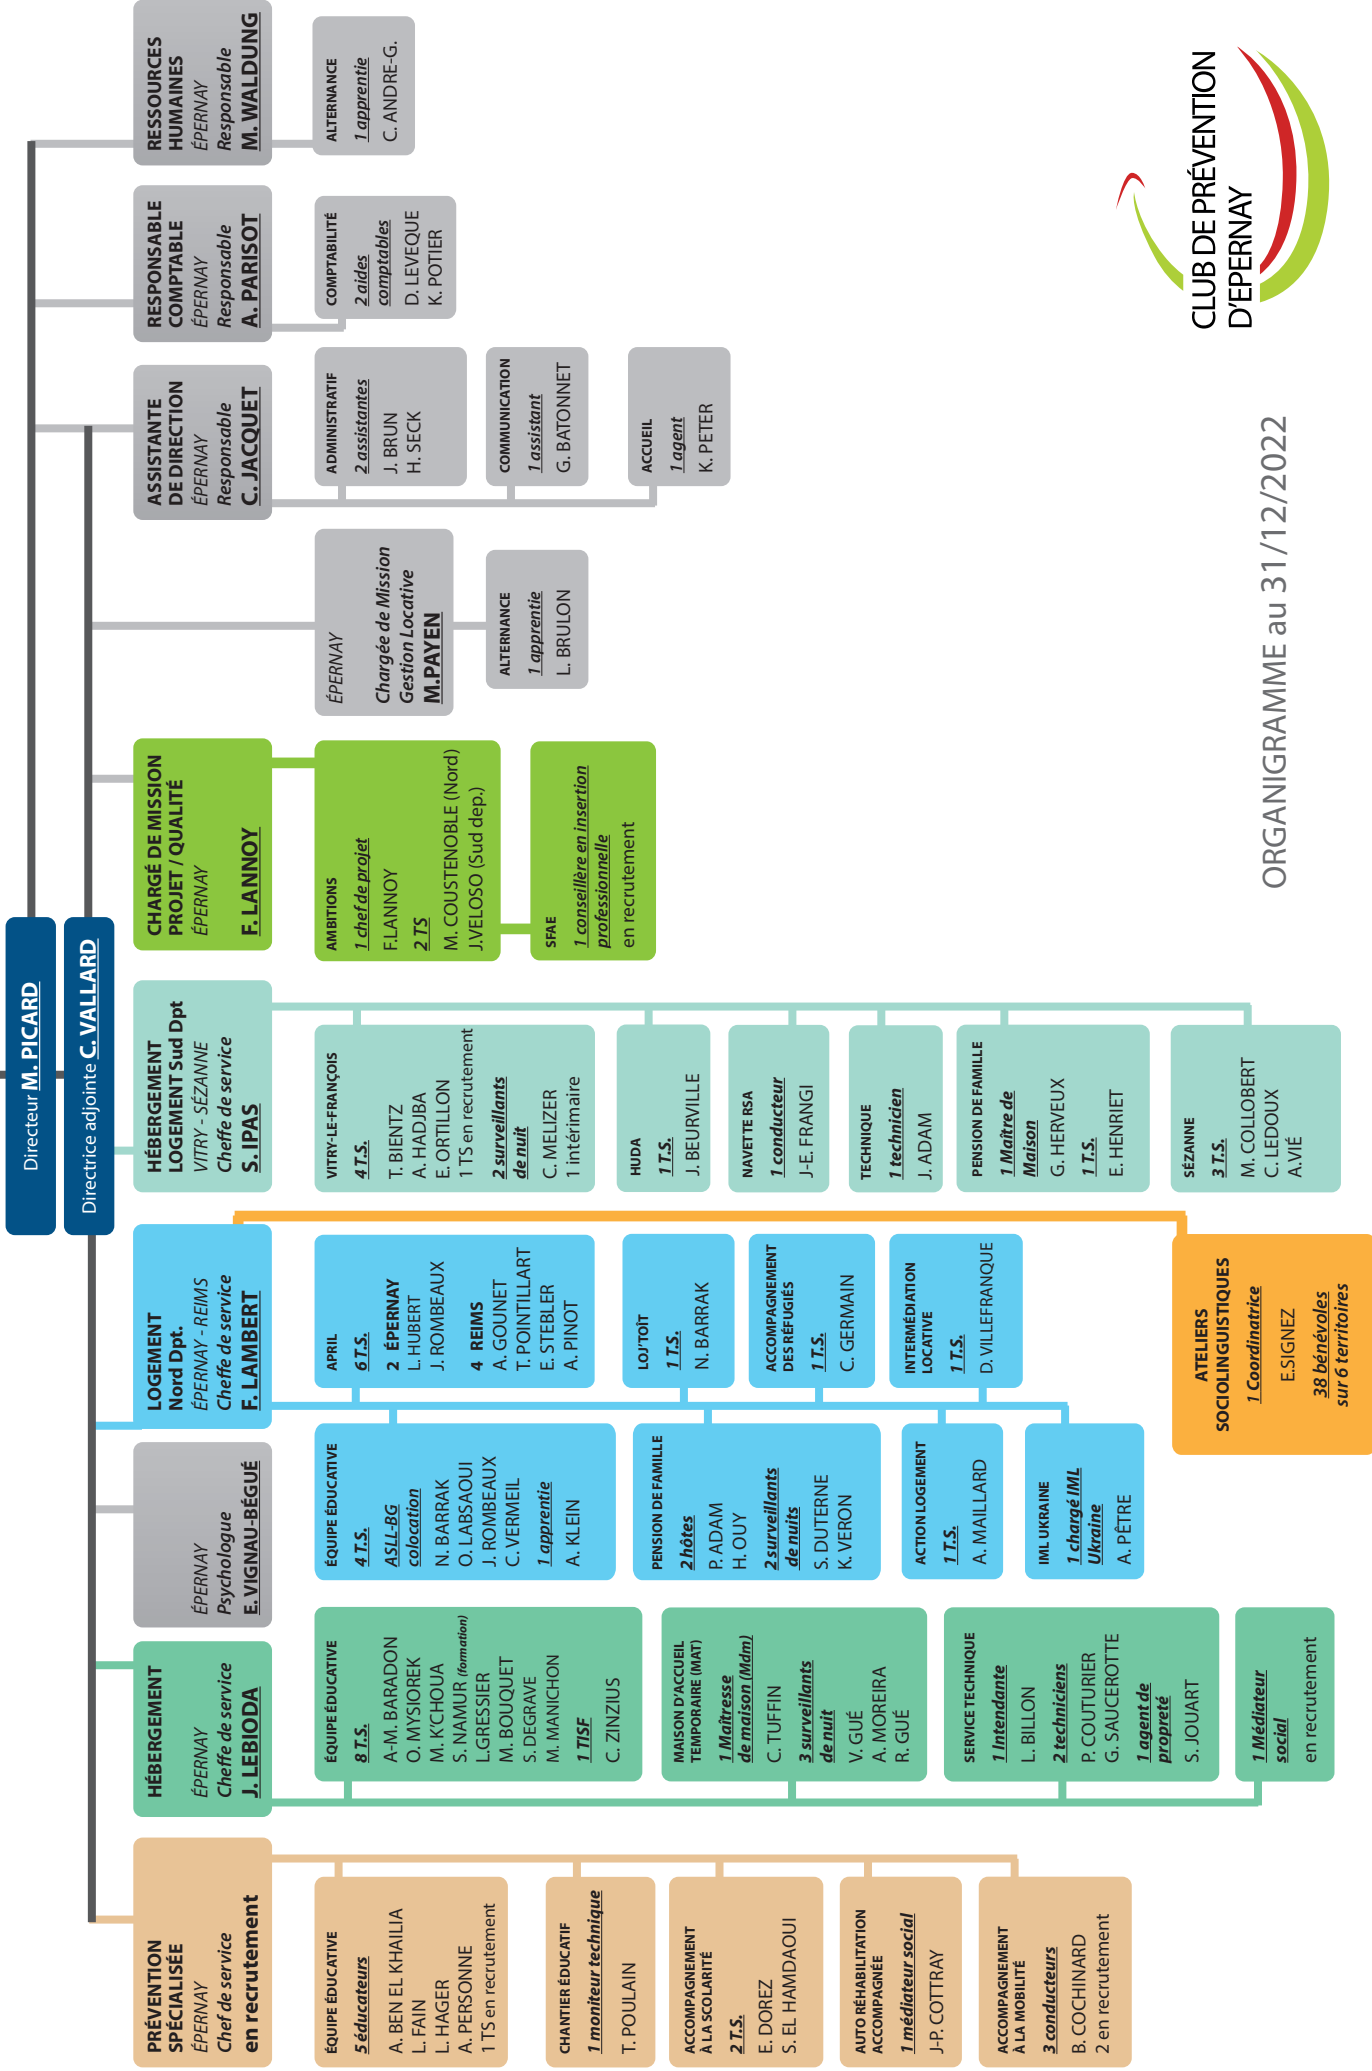 Directeur M. PICARD
Directrice adjointe C. VALLARD
PRÉVENTION
SPÉCIALISÉE
ÉPERNAY
Chef de service
en recrutement
ÉQUIPE ÉDUCATIVE
5 éducateurs
A. BEN EL KHAILIA
L. FAIN
L. HAGER
A. PERSONNE
1 TS en recrutement
CHANTIER ÉDUCATIF
1 moniteur technique
T. POULAIN
ACCOMPAGNEMENT
À LA SCOLARITÉ
2 T.S.
E. DOREZ
S. EL HAMDAOUI
AUTO RÉHABILITATION
ACCOMPAGNÉE
1 médiateur social
J-P. COTTRAY
ACCOMPAGNEMENT
À LA MOBILITÉ
3 conducteurs
B. COCHINARD
2 en recrutement
HÉBERGEMENT
ÉPERNAY
Cheffe de service
J. LEBIODA
ÉQUIPE ÉDUCATIVE
8 T.S.
A-M. BARADON
O. MYSIOREK
M. K'CHOUA
S. NAMUR (formation)
L.GRESSIER
M. BOUQUET
S. DEGRAVE
M. MANICHON
1 TISF
C. ZINZIUS
MAISON D'ACCUEIL
TEMPORAIRE (MAT)
1 Maîtresse
de maison (Mdm)
C. TUFFIN
3 surveillants
de nuit
V. GUÉ
A. MOREIRA
R. GUÉ
SERVICE TECHNIQUE
1 Intendante
L. BILLON
2 techniciens
P. COUTURIER
G. SAUCEROTTE
1 agent de
propreté
S. JOUART
1 Médiateur
social
en recrutement
ÉPERNAY
Psychologue
E. VIGNAU-BÉGUÉ
LOGEMENT
Nord Dpt.
ÉPERNAY - REIMS
Cheffe de service
F. LAMBERT
ÉQUIPE ÉDUCATIVE
4 T.S.
ASLL-BG
colocation
N. BARRAK
O. LABSAOUI
J. ROMBEAUX
C. VERMEIL
1 apprentie
A. KLEIN
PENSION DE FAMILLE
2 hôtes
P. ADAM
H. OUY
2 surveillants
de nuits
S. DUTERNE
K. VERON
ACTION LOGEMENT
1 T.S.
A. MAILLARD
IML UKRAINE
1 chargé IML
Ukraine
A. PÊTRE
APRIL
6 T.S.
2 ÉPERNAY
L. HUBERT
J. ROMBEAUX
4 REIMS
A. GOUNET
T. POINTILLART
E. STEBLER
A. PINOT
LOJ'TOÎT
1 T.S.
N. BARRAK
ACCOMPAGNEMENT
DES RÉFUGIÉS
1 T.S.
C. GERMAIN
INTERMÉDIATION
LOCATIVE
1 T.S.
D. VILLEFRANQUE
ATELIERS
SOCIOLINGUISTIQUES
1 Coordinatrice
E.SIGNEZ
38 bénévoles
sur 6 territoires
HÉBERGEMENT
LOGEMENT Sud Dpt
VITRY - SÉZANNE
Cheffe de service
S. IPAS
VITRY-LE-FRANÇOIS
4 T.S.
T. BIENTZ
A. HADJBA
E. ORTILLON
1 TS en recrutement
2 surveillants
de nuit
C. MELIZER
1 intérimaire
HUDA
1 T.S.
J. BEURVILLE
NAVETTE RSA
1 conducteur
J-E. FRANGI
TECHNIQUE
1 technicien
J. ADAM
PENSION DE FAMILLE
1 Maître de
Maison
G. HERVEUX
1 T.S.
E. HENRIET
SÉZANNE
3 T.S.
M. COLLOBERT
C. LEDOUX
A.VIÉ
CHARGÉ DE MISSION
PROJET / QUALITÉ
ÉPERNAY
F. LANNOY
AMBITIONS
1 chef de projet
F.LANNOY
2 TS
M. COUSTENOBLE (Nord)
J.VELOSO (Sud dep.)
SFAE
1 conseillère en insertion
professionnelle
en recrutement
ÉPERNAY
Chargée de Mission
Gestion Locative
M.PAYEN
ALTERNANCE
1 apprentie
L. BRULON
ASSISTANTE
DE DIRECTION
ÉPERNAY
Responsable
C. JACQUET
ADMINISTRATIF
2 assistantes
J. BRUN
H. SECK
COMMUNICATION
1 assistant
G. BATONNET
ACCUEIL
1 agent
K. PETER
RESPONSABLE
COMPTABLE
ÉPERNAY
Responsable
A. PARISOT
COMPTABILITÉ
2 aides
comptables
D. LEVEQUE
K. POTIER
RESSOURCES
HUMAINES
ÉPERNAY
Responsable
M. WALDUNG
ALTERNANCE
1 apprentie
C. ANDRE-G.
ORGANIGRAMME au 31/12/2022
CLUB DE PRÉVENTION
D'EPERNAY